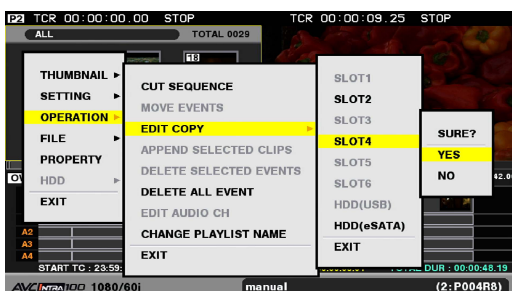 P2 TCR 00:00:00.00 STOP TCR 00:00:09.25 STOP
ALL TOTAL 0029
18
THUMBNAIL
SETTING
OPERATION
FILE
PROPERTY
HDD
EXIT
CUT SEQUENCE
MOVE EVENTS
EDIT COPY
APPEND SELECTED CLIPS
DELETE SELECTED EVENTS
DELETE ALL EVENT
EDIT AUDIO CH
CHANGE PLAYLIST NAME
EXIT
SLOT1
SLOT2
SLOT3
SLOT4
SLOT5
SLOT6
HDD(USB)
HDD(eSATA)
EXIT
SURE?
YES
NO
A2
A3
A4
START TC : 23:59: DUR : 00:00:48.19
AVC INTRA 100 1080/60i manual (2:P004R8)